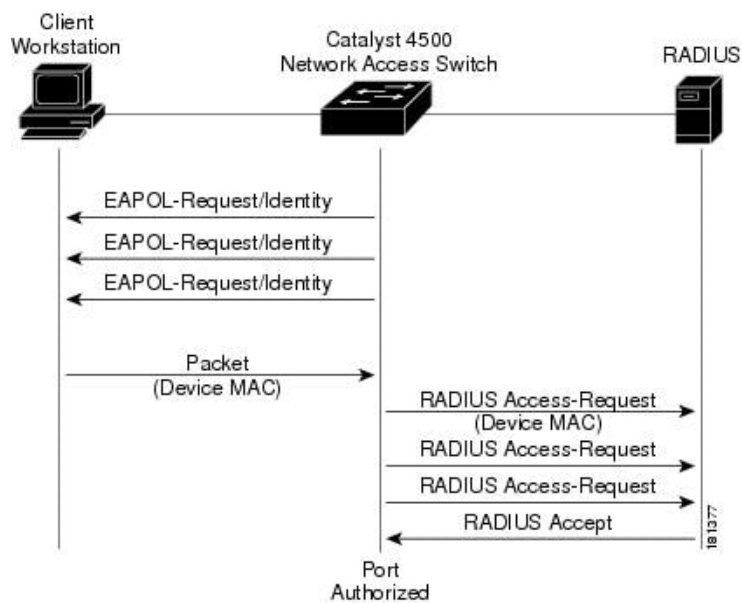 Client
Workstation
Catalyst 4500
Network Access Switch
RADIUS
EAPOL-Request/Identity
EAPOL-Request/Identity
EAPOL-Request/Identity
Packet
(Device MAC)
RADIUS Access-Request
(Device MAC)
RADIUS Access-Request
RADIUS Access-Request
RADIUS Accept
181377
Port
Authorized